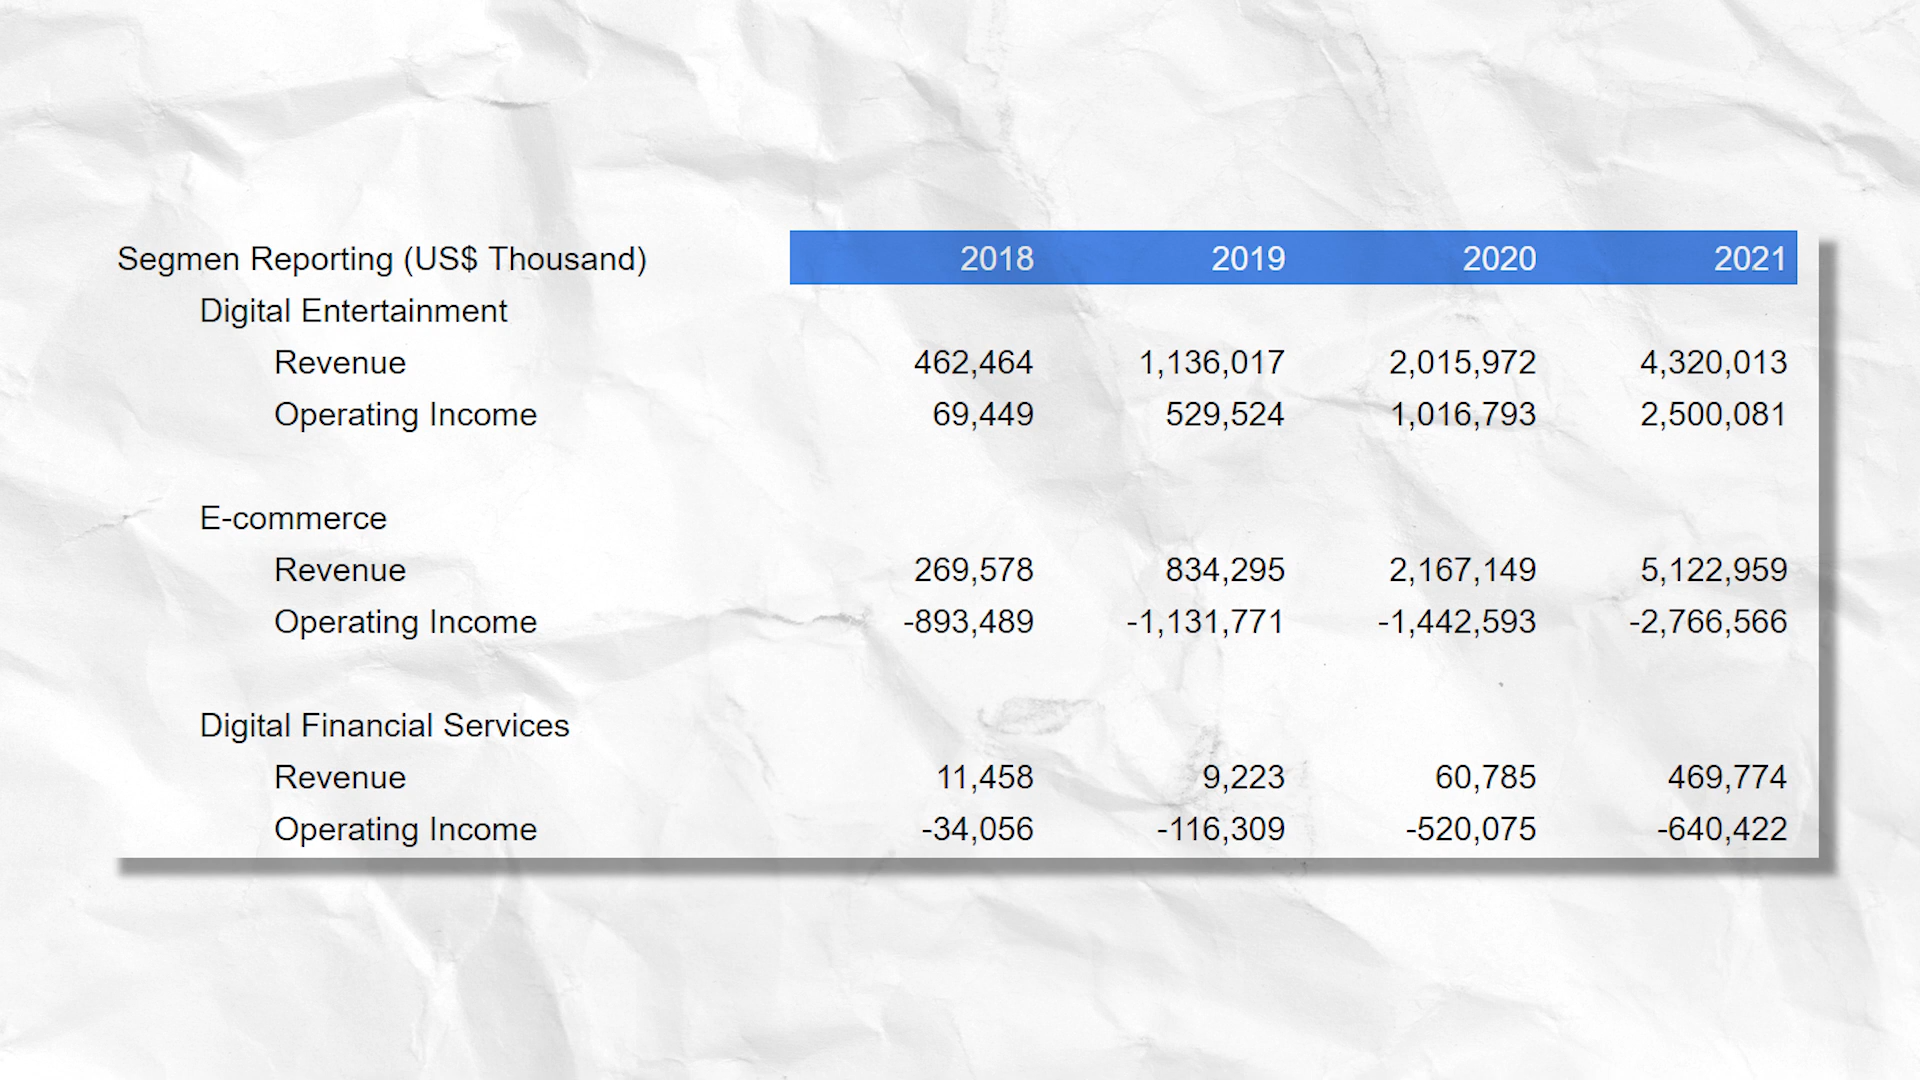 Segmen Reporting (US$ Thousand) 2018 2019 2020 2021
Digital Entertainment
Revenue 462,464 1,136,017 2,015,972 4,320,013
Operating Income 69,449 529,524 1,016,793 2,500,081
E-commerce
Revenue 269,578 834,295 2,167,149 5,122,959
Operating Income -893,489 -1,131,771 -1,442,593 -2,766,566
Digital Financial Services
Revenue 11,458 9,223 60,785 469,774
Operating Income -34,056 -116,309 -520,075 -640,422